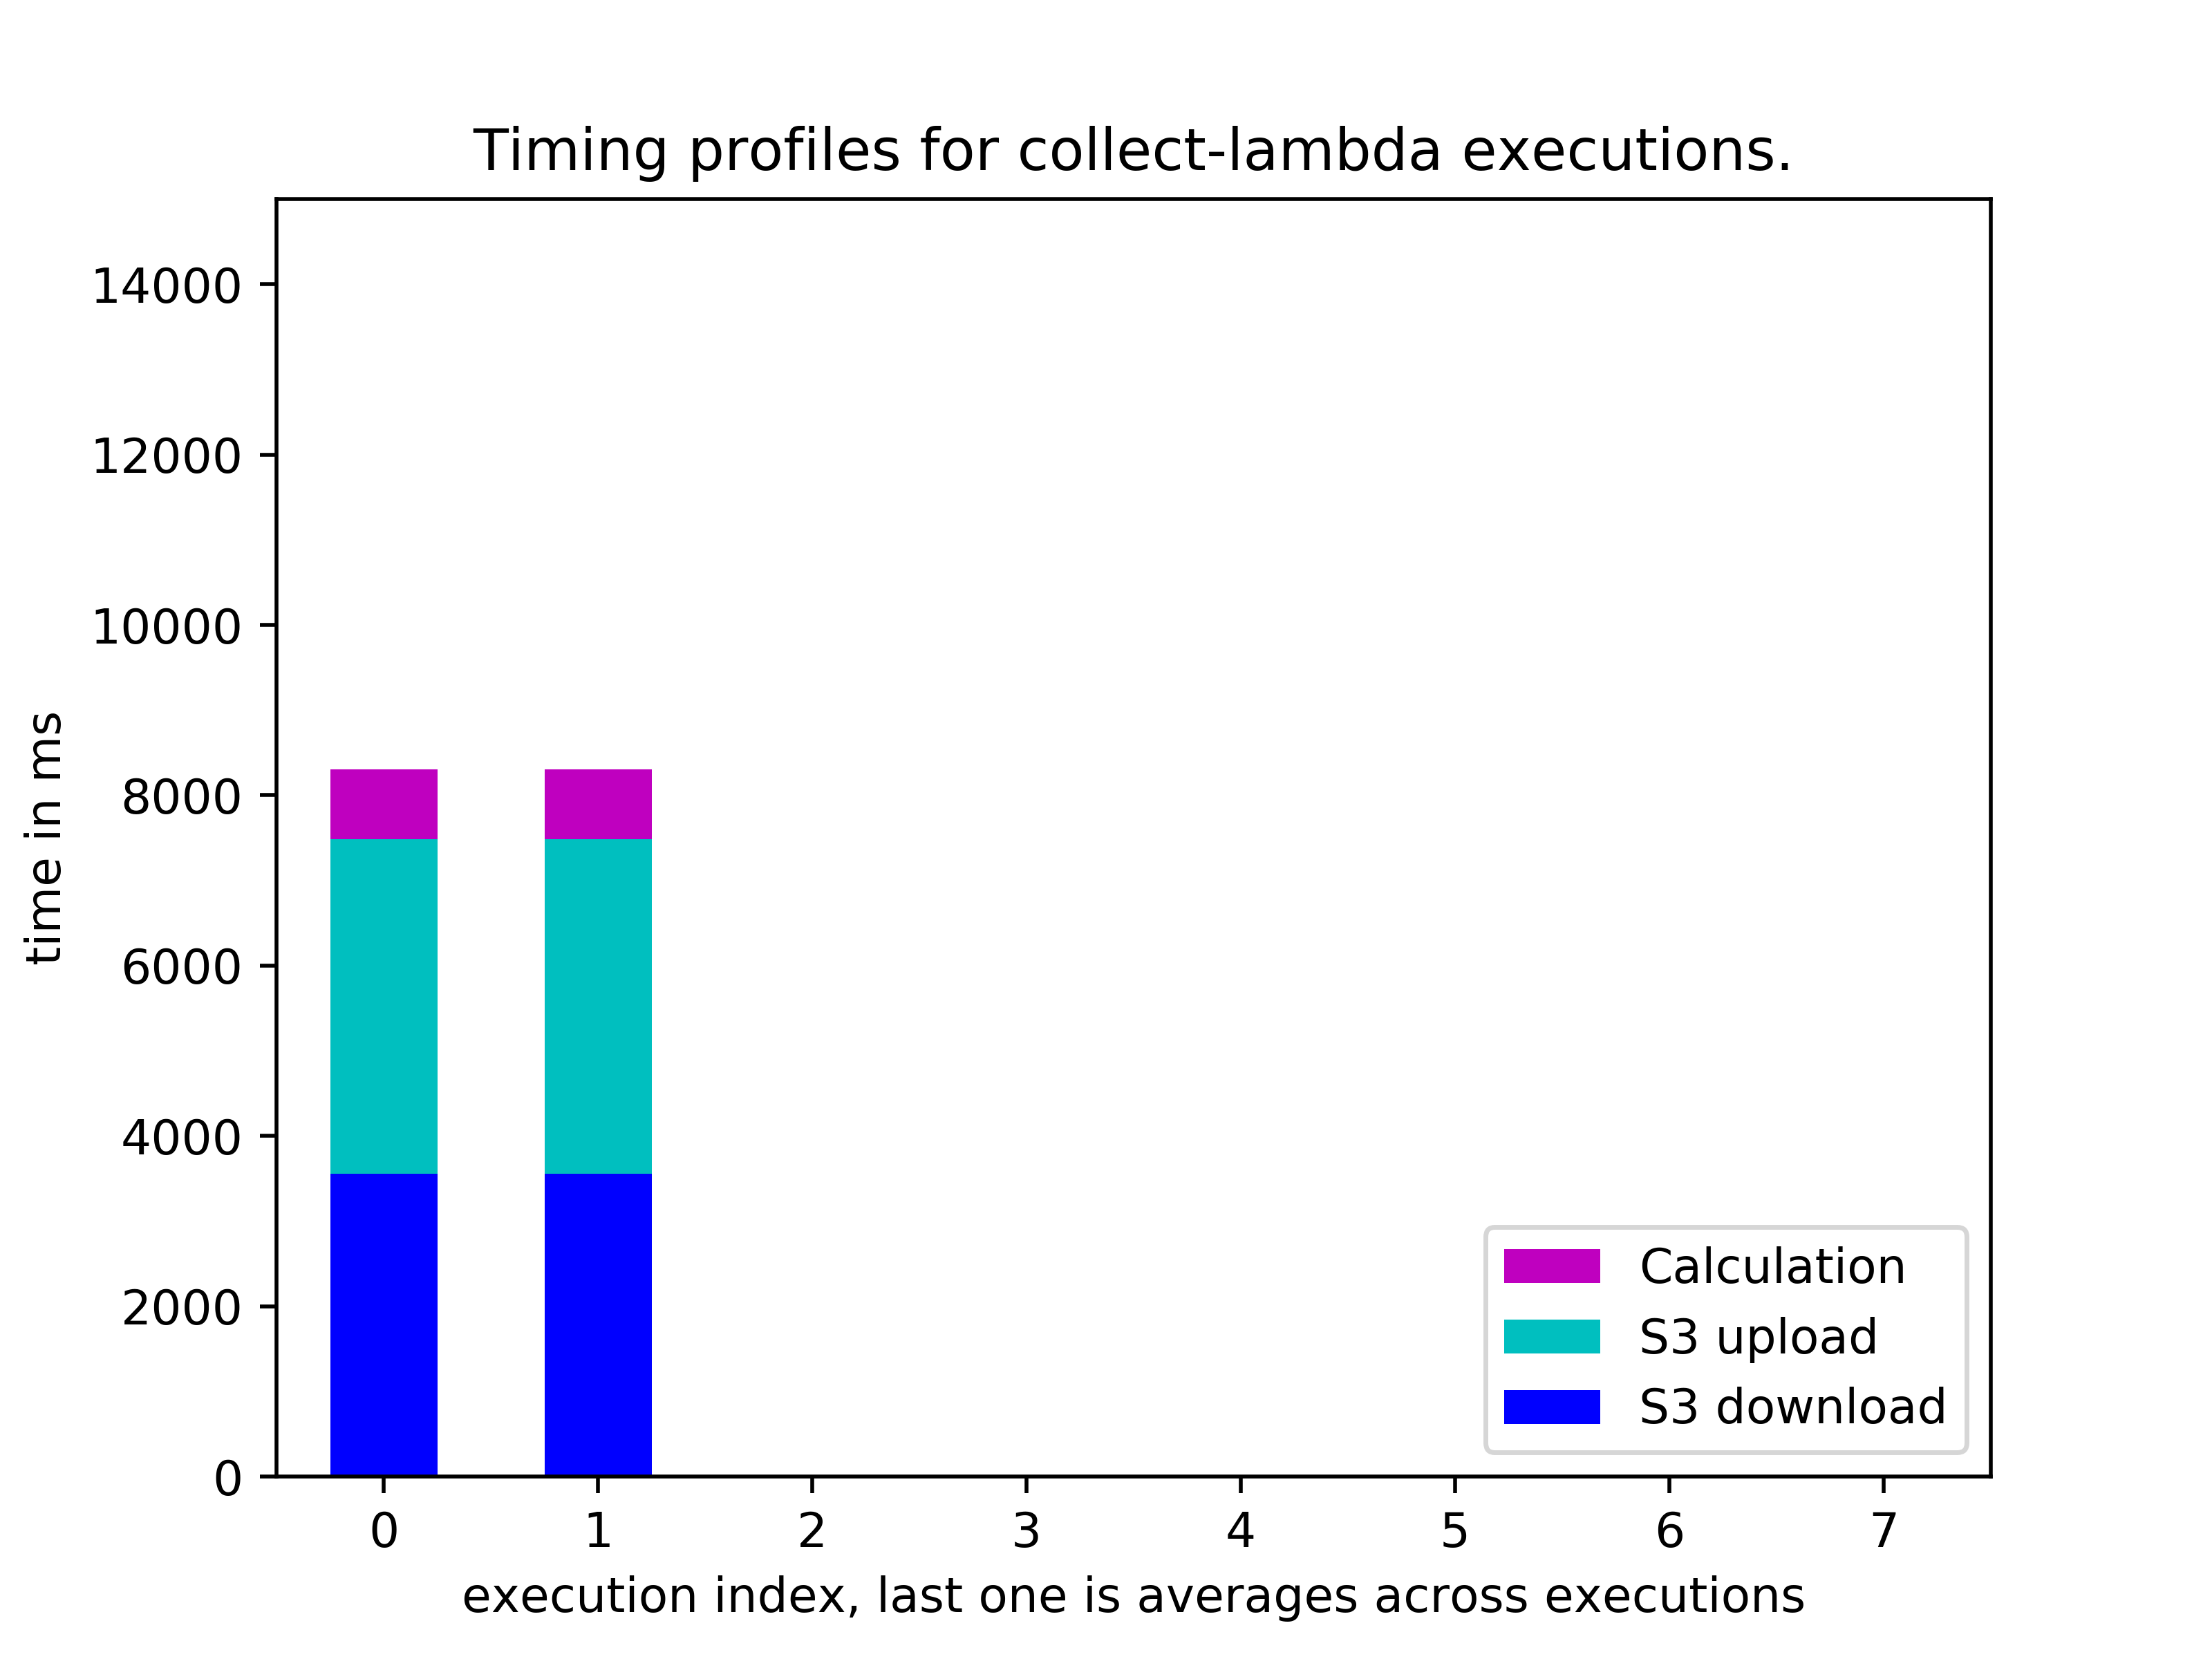 Timing profiles for collect-lambda executions.
14000
12000
10000
8000
6000
4000
2000
0
time in ms
Calculation
S3 upload
S3 download
0 1 2 3 4 5 6 7
execution index, last one is averages across executions